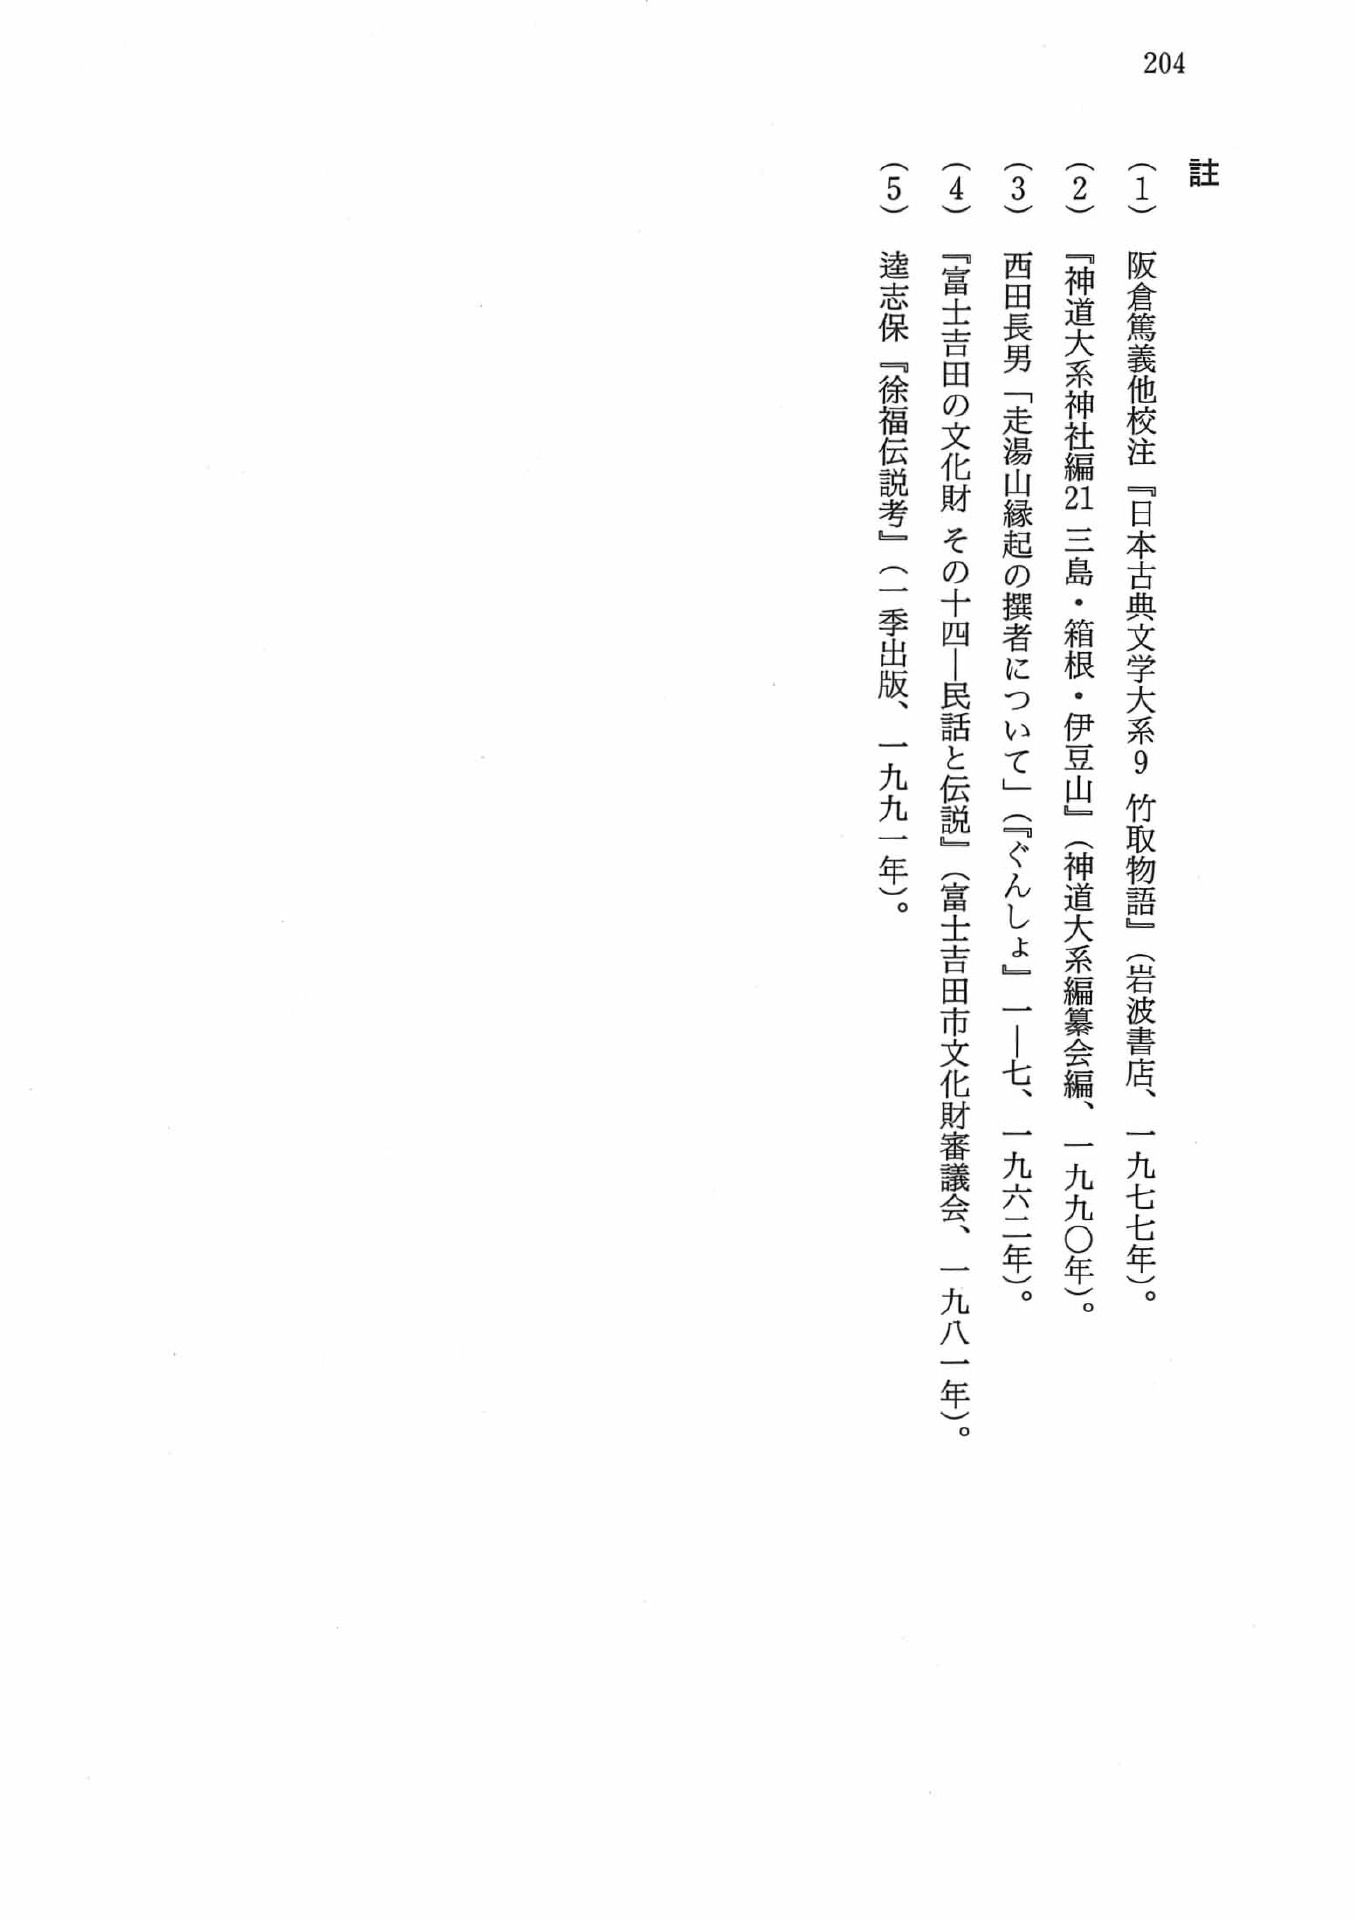 204
註
(1) 阪倉篤義他校注『日本古典文学大系9 竹取物語』(岩波書店、一九七七年)。
(2) 『神道大系神社編21 三島・箱根・伊豆山』(神道大系編纂会編、一九九〇年)。
(3) 西田長男「走湯山縁起の撰者について」(『ぐんしょ』一―七、一九六二年)。
(4) 『富士吉田の文化財 その十四―民話と伝説』(富士吉田市文化財審議会、一九八一年)。
(5) 逵志保『徐福伝説考』(一季出版、一九九一年)。